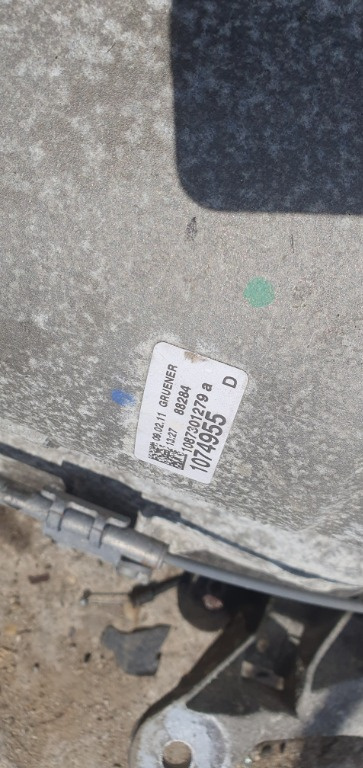 09.02.11 GRUENER
13:27 88284
1087301279 a
1074955 D